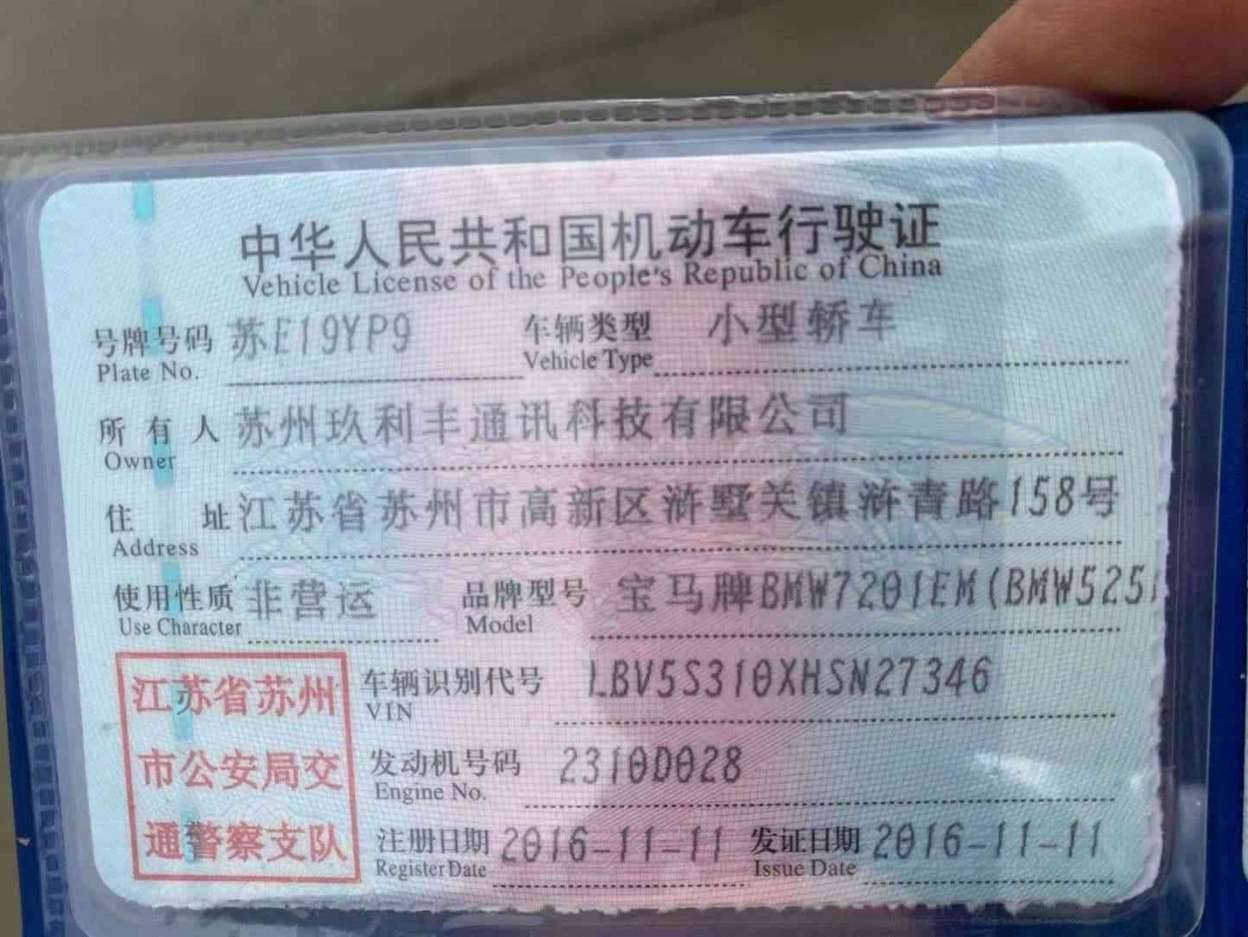 中华人民共和国机动车行驶证
Vehicle License of the People's Republic of China
号牌号码 苏E19YP9 车辆类型 小型轿车
Plate No. Vehicle Type
所有人 苏州玖利丰通讯科技有限公司
Owner
住址 江苏省苏州市高新区浒墅关镇浒青路158号
Address
使用性质 非营运 品牌型号 宝马牌BMW7201EM(BMW525
Use Character Model
江苏省苏州
市公安局交
通警察支队
车辆识别代号 LBV5S310XHSN27346
VIN
发动机号码 2310D028
Engine No.
注册日期 2016-11-11 发证日期 2016-11-11
Register Date Issue Date